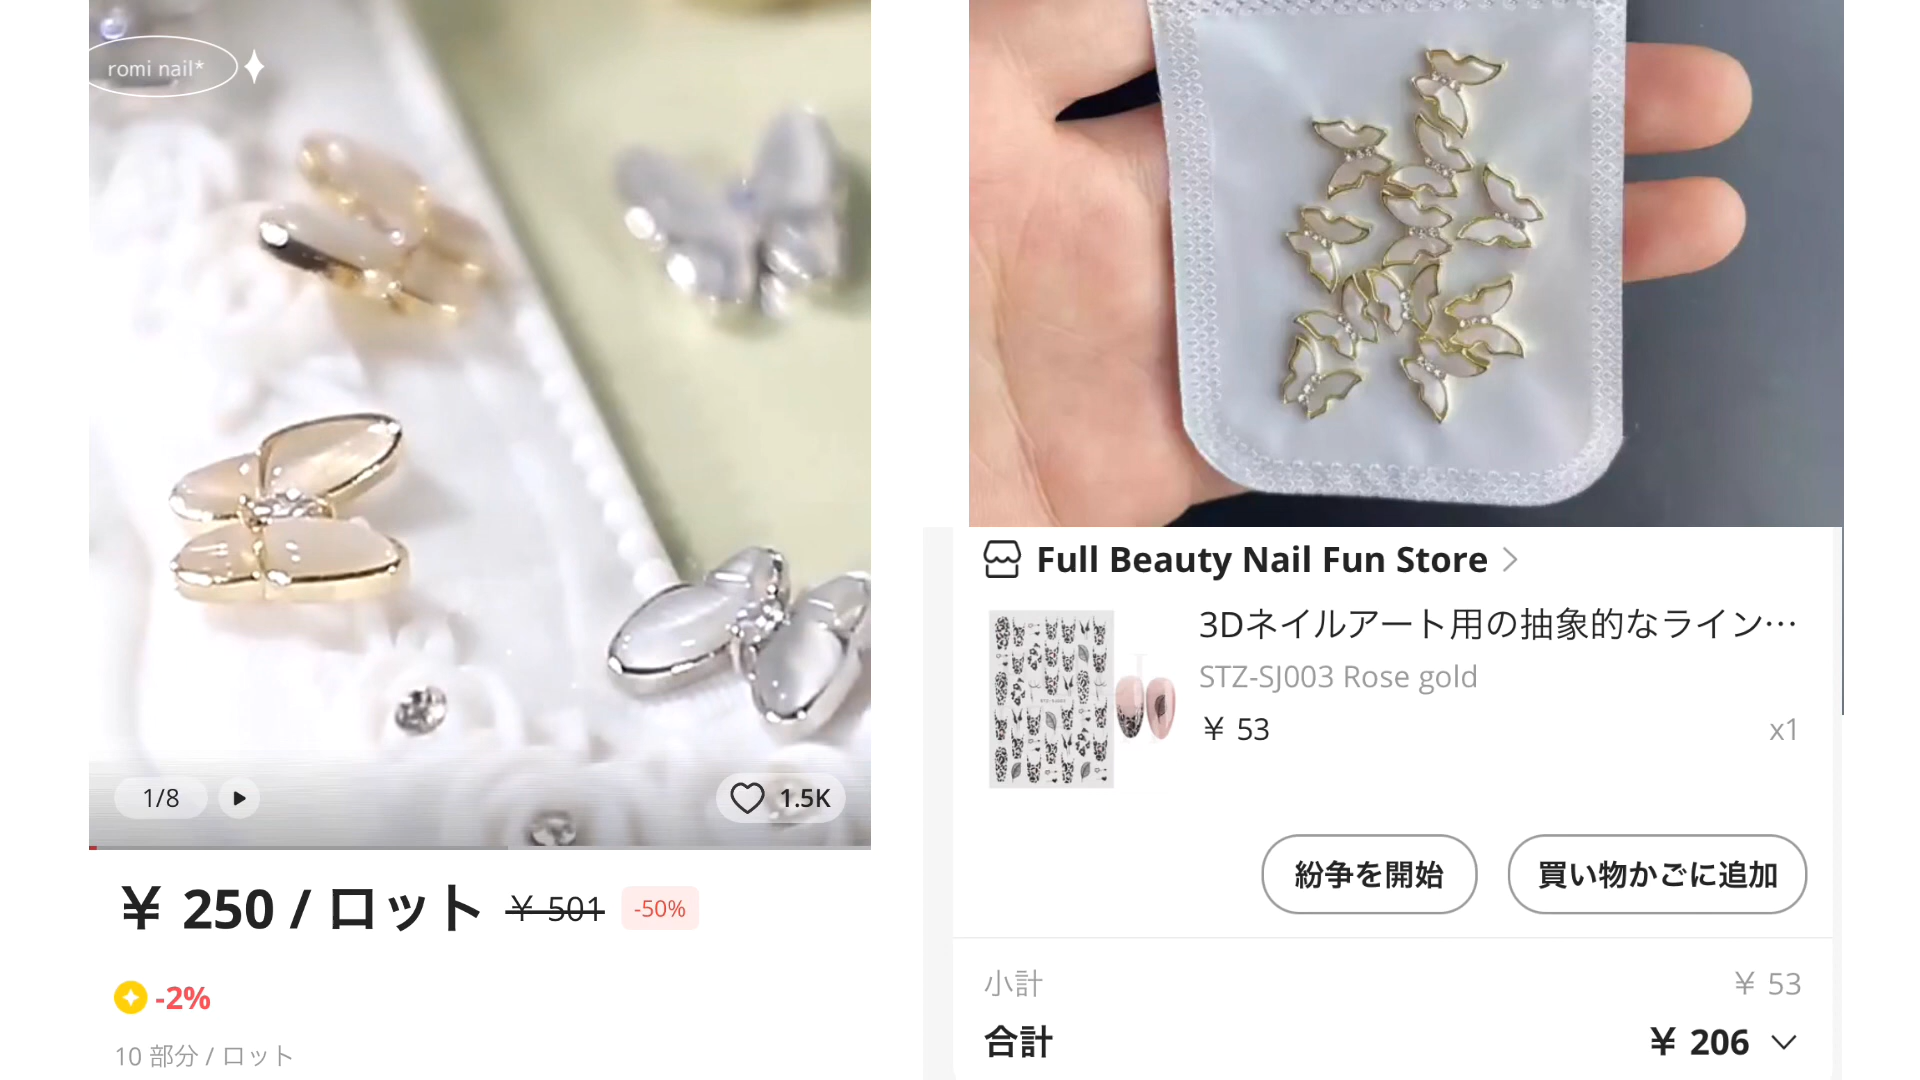 romi nail*
1/8
1.5K
¥ 250 / ロット ¥ 501 -50%
-2%
10 部分 / ロット
Full Beauty Nail Fun Store
3Dネイルアート用の抽象的なライン…
STZ-SJ003 Rose gold
¥ 53
x1
紛争を開始
買い物かごに追加
小計
¥ 53
合計
¥ 206